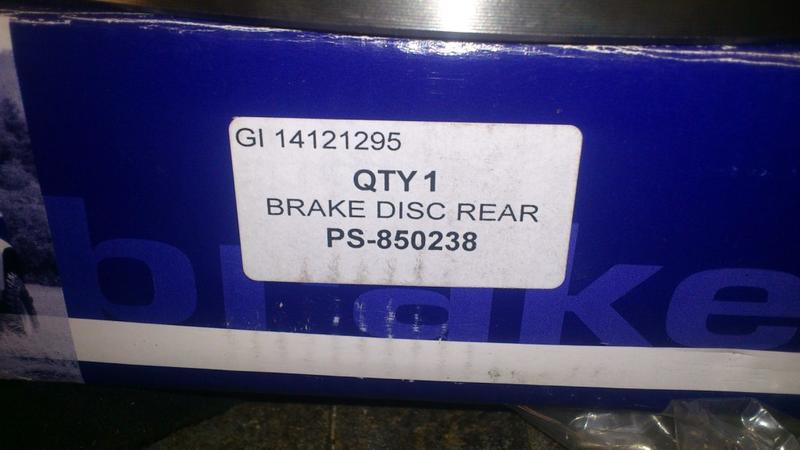 GI 14121295
QTY 1
BRAKE DISC REAR
PS-850238
brake